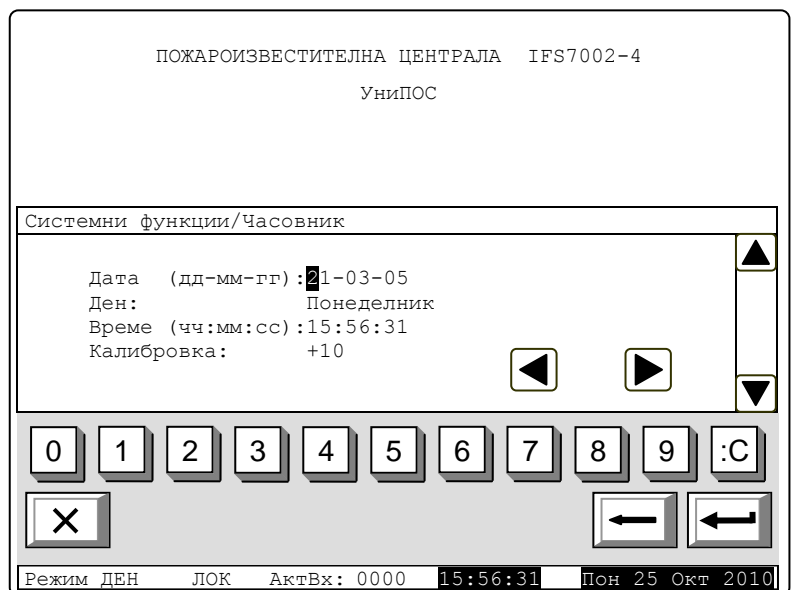 ПОЖАРОИЗВЕСТИТЕЛНА ЦЕНТРАЛА IFS7002-4
УниПОС
Системни функции/Часовник
Дата (дд-мм-гг):21-03-05
Ден: Понеделник
Време (чч:мм:сс):15:56:31
Калибровка: +10
0 1 2 3 4 5 6 7 8 9 :C
Режим ДЕН ЛОК АктВх: 0000 15:56:31 Пон 25 Окт 2010